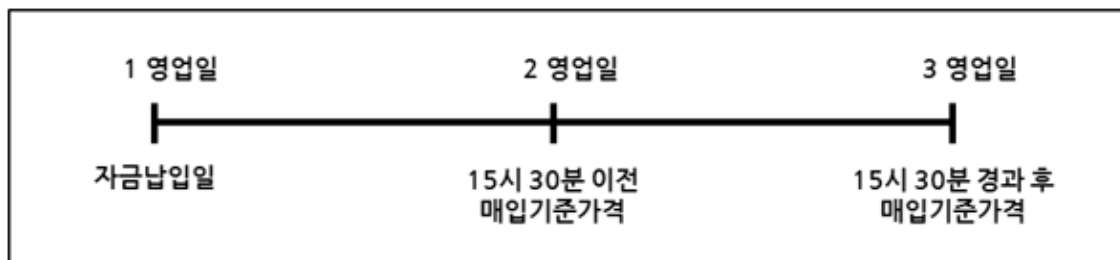 1 영업일
2 영업일
3 영업일
자금납입일
15시 30분 이전
매입기준가격
15시 30분 경과 후
매입기준가격